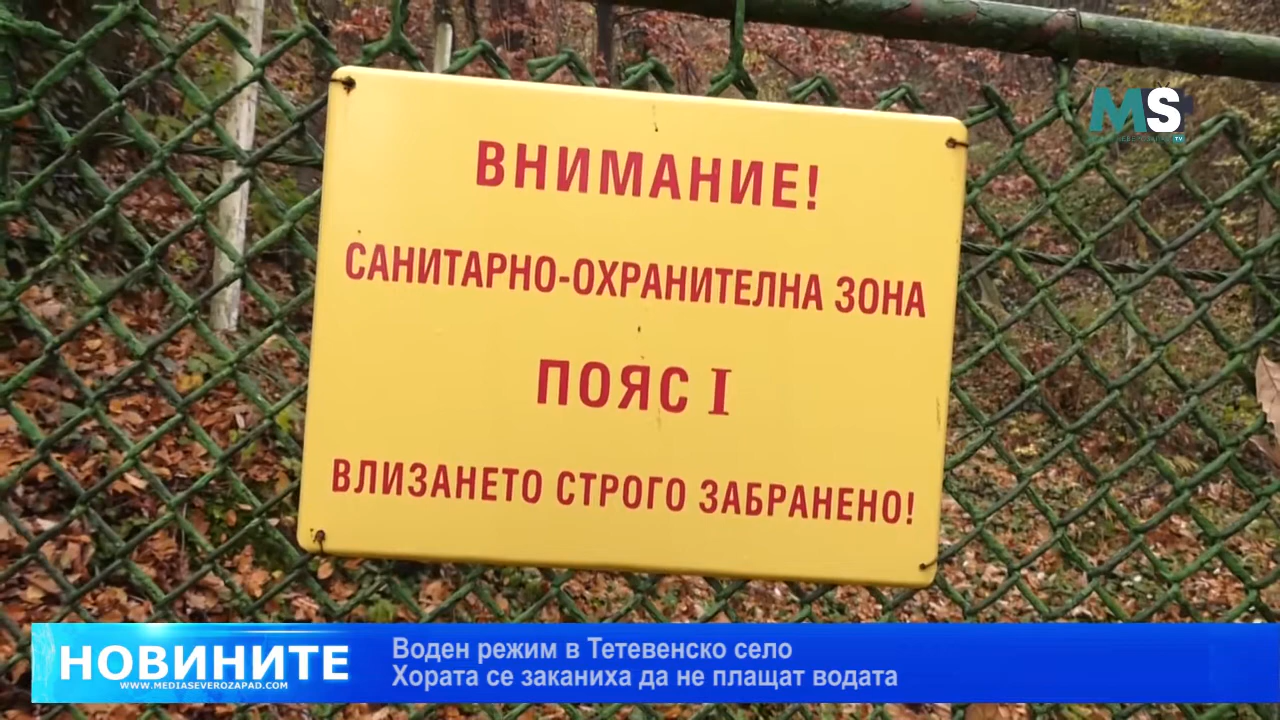 MS
TV
ВНИМАНИЕ!
САНИТАРНО-ОХРАНИТЕЛНА ЗОНА
ПОЯС I
ВЛИЗАНЕТО СТРОГО ЗАБРАНЕНО!
НОВИНИТЕ
WWW.MEDIASEVEROZAPAD.COM
Воден режим в Тетевенско село
Хората се заканиха да не плащат водата